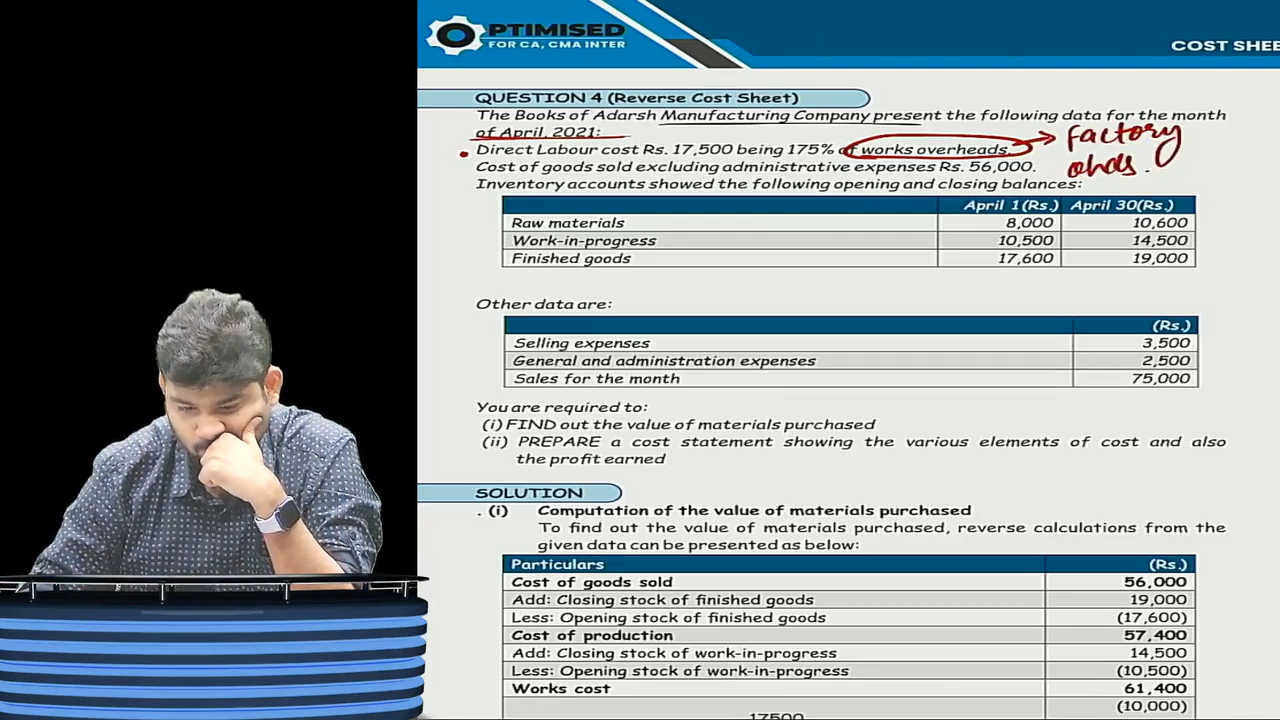 PTIMISED
FOR CA, CMA INTER
COST SHEE
QUESTION 4 (Reverse Cost Sheet)
The Books of Adarsh Manufacturing Company present the following data for the month
of April, 2021:
Direct Labour cost Rs. 17,500 being 175% of works overheads.
factory
ohds.
Cost of goods sold excluding administrative expenses Rs. 56,000.
Inventory accounts showed the following opening and closing balances:
April 1(Rs.) April 30(Rs.)
Raw materials 8,000 10,600
Work-in-progress 10,500 14,500
Finished goods 17,600 19,000
Other data are:
(Rs.)
Selling expenses 3,500
General and administration expenses 2,500
Sales for the month 75,000
You are required to:
(i) FIND out the value of materials purchased
(ii) PREPARE a cost statement showing the various elements of cost and also
the profit earned
SOLUTION
. (i) Computation of the value of materials purchased
To find out the value of materials purchased, reverse calculations from the
given data can be presented as below:
Particulars (Rs.)
Cost of goods sold 56,000
Add: Closing stock of finished goods 19,000
Less: Opening stock of finished goods (17,600)
Cost of production 57,400
Add: Closing stock of work-in-progress 14,500
Less: Opening stock of work-in-progress (10,500)
Works cost 61,400
(10,000)
17500